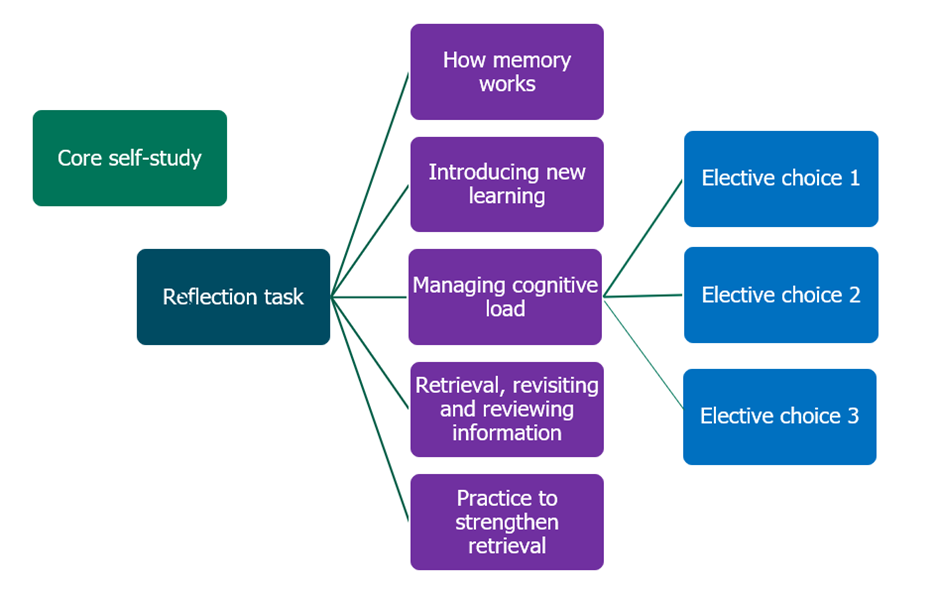 Core self-study
Reflection task
How memory
works
Introducing new
learning
Managing cognitive
load
Retrieval, revisiting
and reviewing
information
Practice to
strengthen
retrieval
Elective choice 1
Elective choice 2
Elective choice 3